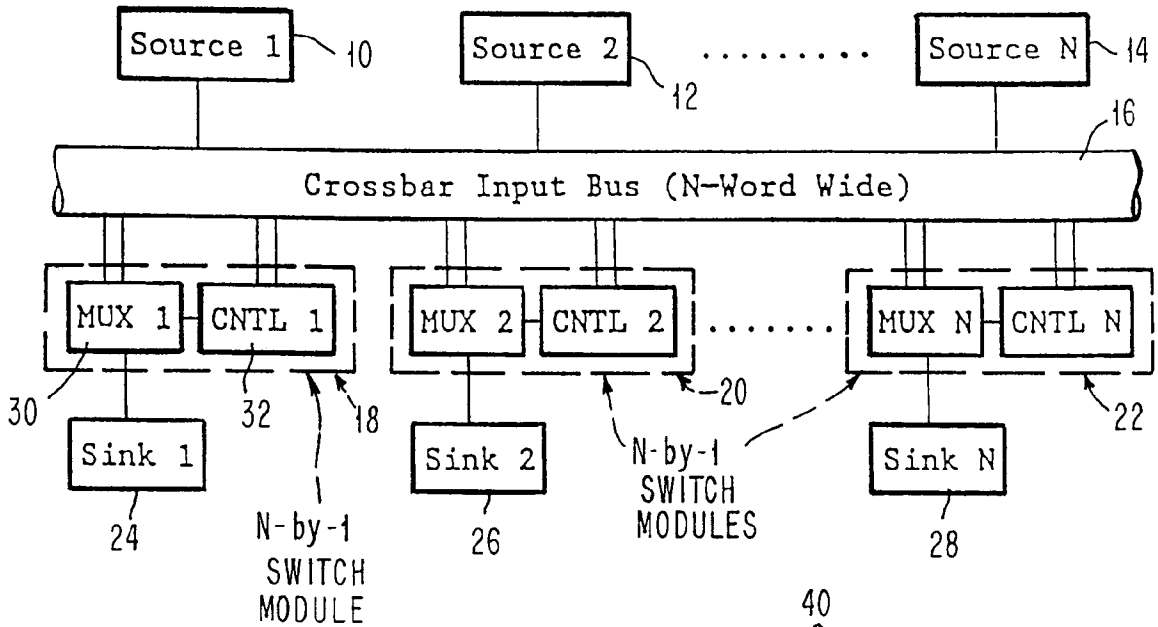 Source 1
10
Source 2
12
.........
Source N
14
16
Crossbar Input Bus (N-Word Wide)
MUX 1
CNTL 1
MUX 2
CNTL 2
.......
MUX N
CNTL N
30
32
18
20
22
Sink 1
Sink 2
Sink N
24
26
28
N-by-1
SWITCH
MODULE
N-by-1
SWITCH
MODULES
40